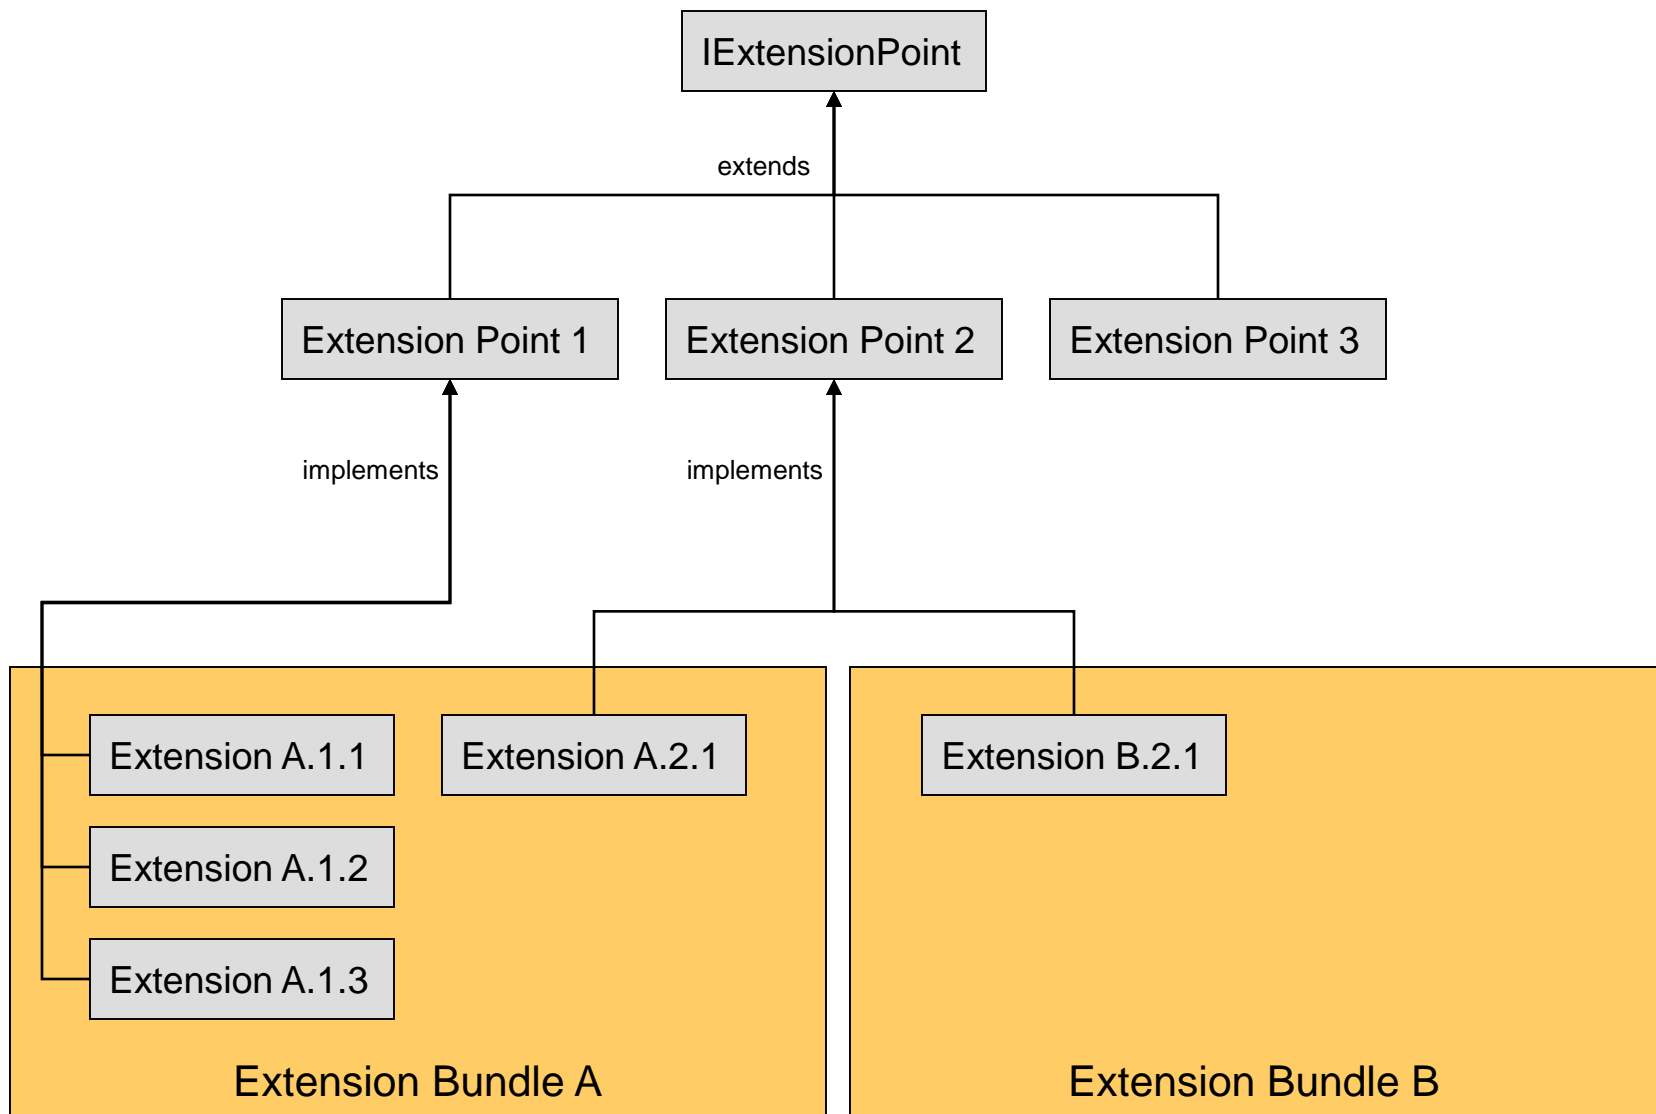 IExtensionPoint
extends
Extension Point 1
Extension Point 2
Extension Point 3
implements
implements
Extension A.1.1
Extension A.2.1
Extension B.2.1
Extension A.1.2
Extension A.1.3
Extension Bundle A
Extension Bundle B